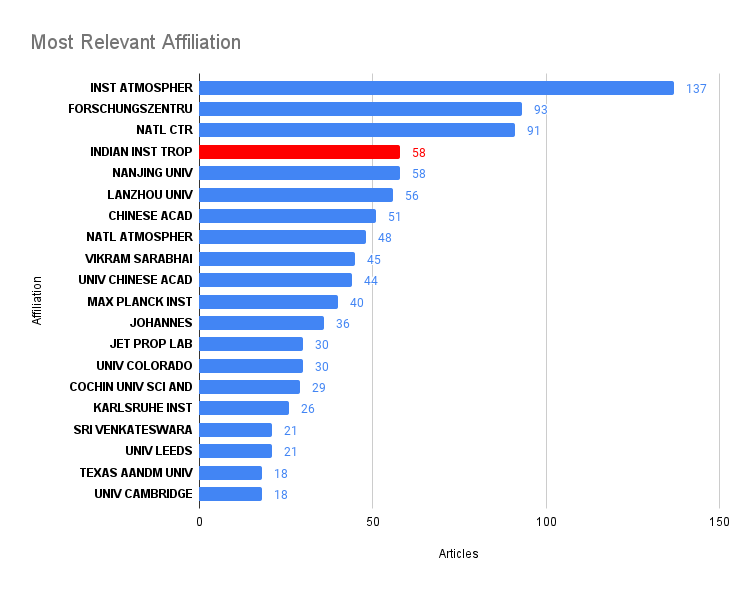 Most Relevant Affiliation
INST ATMOSPHER 137
FORSCHUNGSZENTRU 93
NATL CTR 91
INDIAN INST TROP 58
NANJING UNIV 58
LANZHOU UNIV 56
CHINESE ACAD 51
NATL ATMOSPHER 48
VIKRAM SARABHAI 45
UNIV CHINESE ACAD 44
MAX PLANCK INST 40
JOHANNES 36
JET PROP LAB 30
UNIV COLORADO 30
COCHIN UNIV SCI AND 29
KARLSRUHE INST 26
SRI VENKATESWARA 21
UNIV LEEDS 21
TEXAS AANDM UNIV 18
UNIV CAMBRIDGE 18
Affiliation
0 50 100 150
Articles